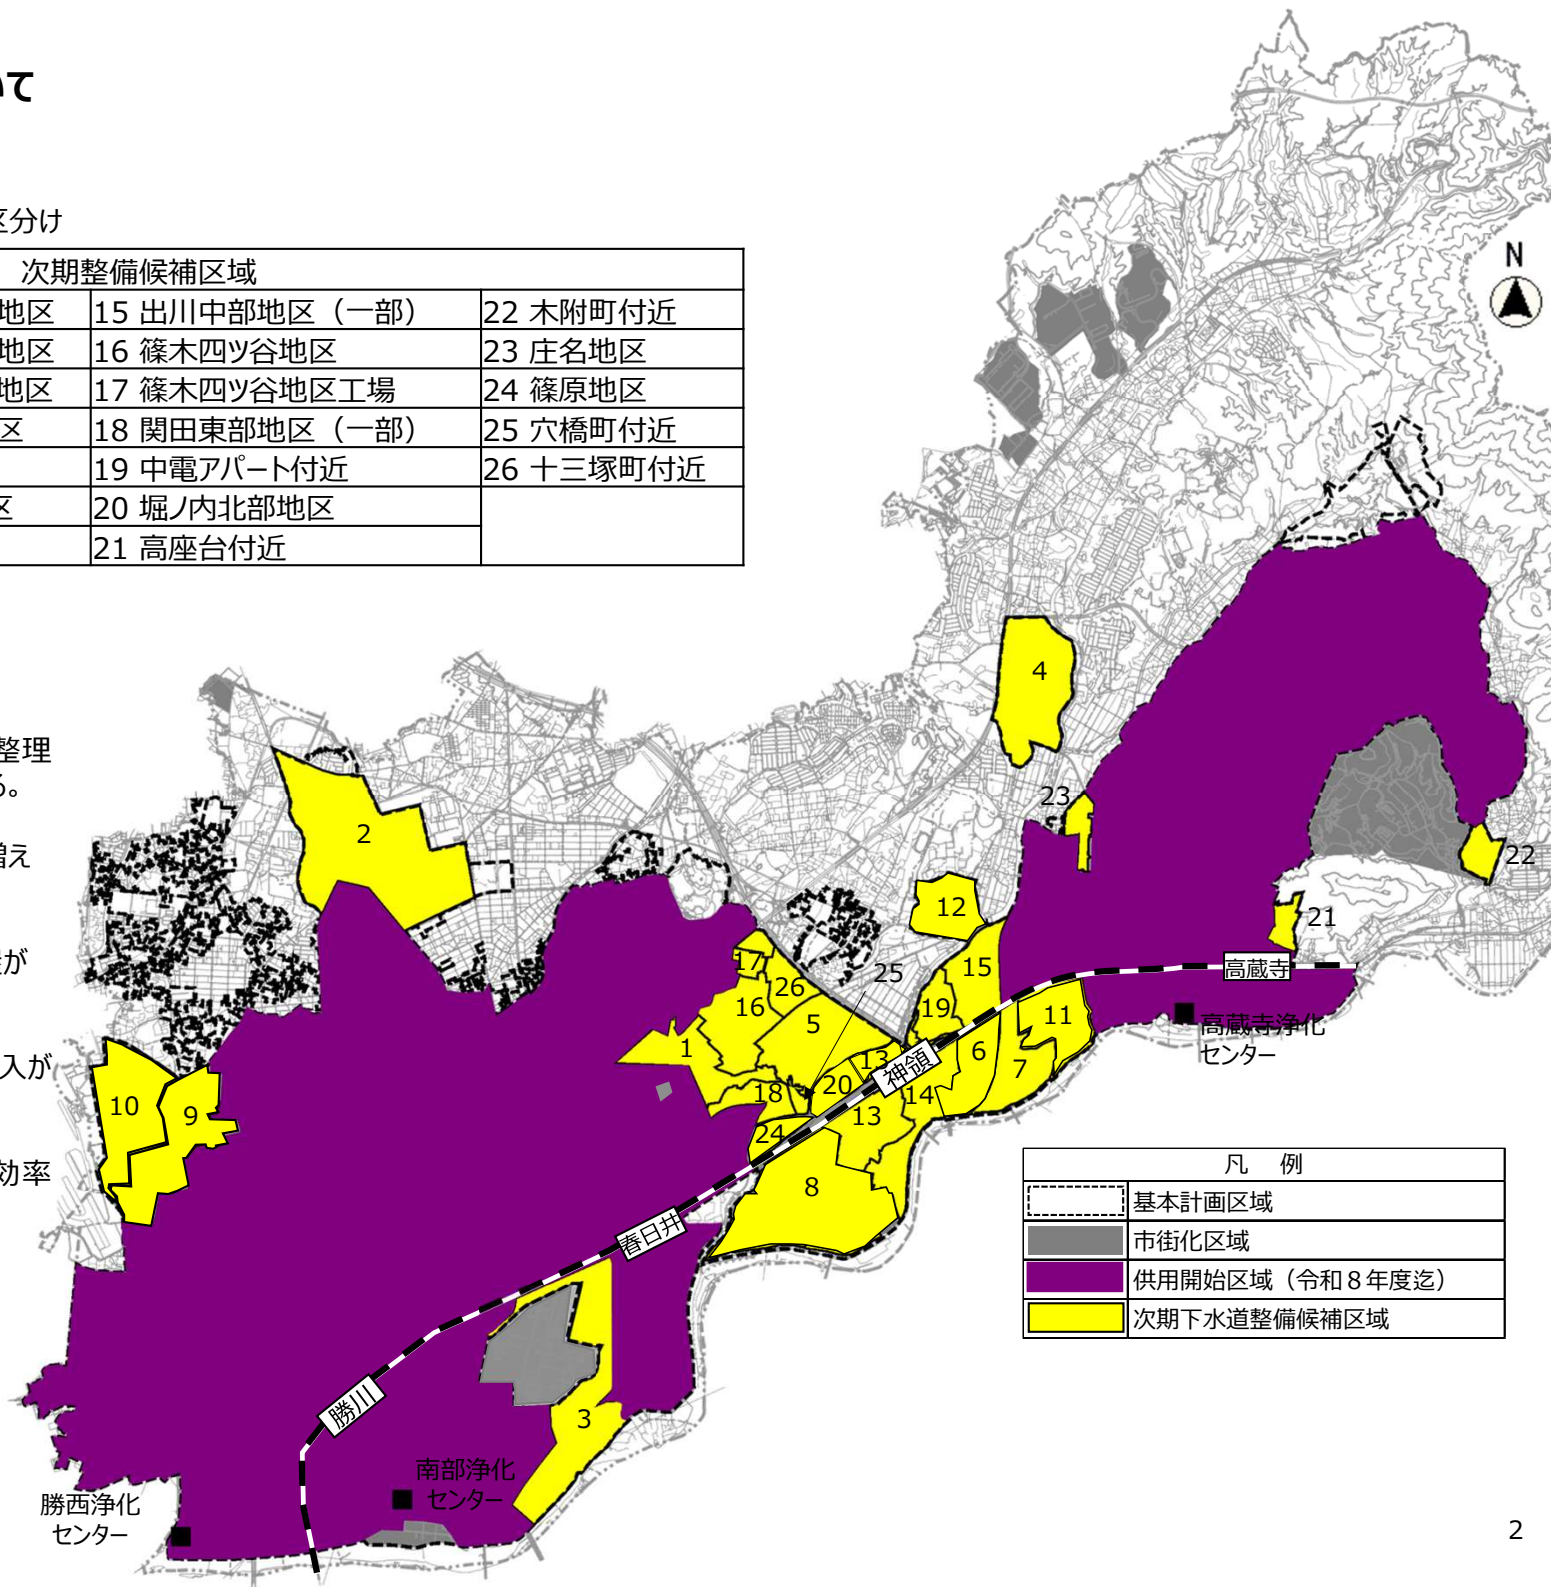 いて
区分け
次期整備候補区域
地区 15 出川中部地区（一部） 22 木附町付近
地区 16 篠木四ツ谷地区 23 庄名地区
地区 17 篠木四ツ谷地区工場 24 篠原地区
区 18 関田東部地区（一部） 25 穴橋町付近
19 中電アパート付近 26 十三塚町付近
区 20 堀ノ内北部地区
21 高座台付近
N
整理
る。
増え
が
入が
効率
4
23
2
22
12
21
17
25
15
26
高蔵寺
16
19
5
11
高蔵寺浄化
センター
1
13
6
神領
7
10
20
18
14
9
13
24
8
春日井
凡 例
基本計画区域
市街化区域
供用開始区域（令和８年度迄）
次期下水道整備候補区域
勝川
3
南部浄化
センター
勝西浄化
センター
2